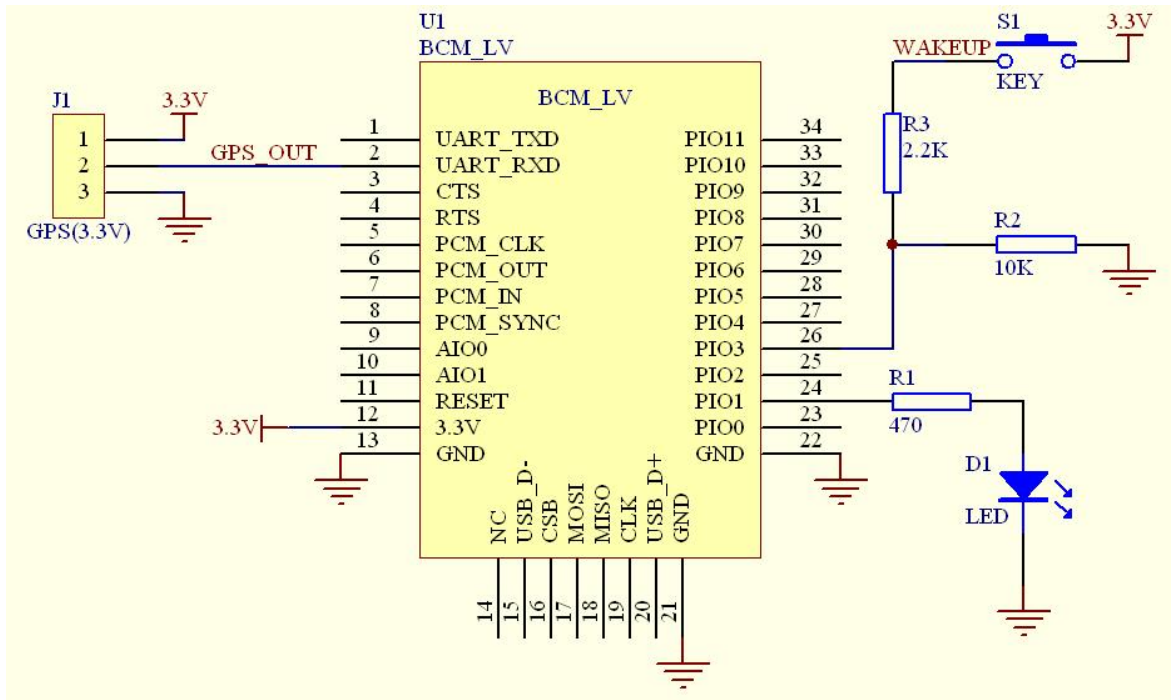 U1
BCM_LV
BCM_LV
J1
3.3V
1
2
3
GPS_OUT
GPS(3.3V)
1 UART_TXD
2 UART_RXD
3 CTS
4 RTS
5 PCM_CLK
6 PCM_OUT
7 PCM_IN
8 PCM_SYNC
9 AIO0
10 AIO1
11 RESET
3.3V 12 3.3V
13 GND
PIO11 34
PIO10 33
PIO9 32
PIO8 31
PIO7 30
PIO6 29
PIO5 28
PIO4 27
PIO3 26
PIO2 25
PIO1 24
PIO0 23
GND 22
NC 14
USB_D- 15
CSB 16
MOSI 17
MISO 18
CLK 19
USB_D+ 20
GND 21
WAKEUP
S1
KEY
3.3V
R3
2.2K
R2
10K
R1
470
D1
LED